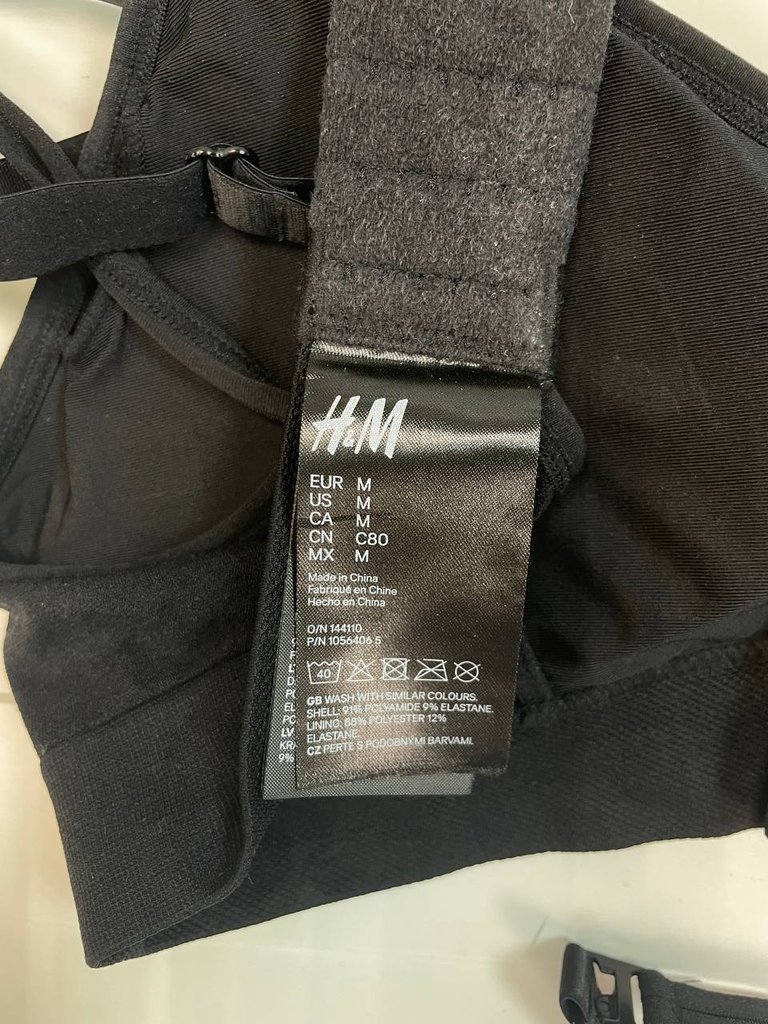 H&M
EUR M
US M
CA M
CN C80
MX M
Made in China
Fabriqué en Chine
Hecho en China
O/N 144110
P/N 1056406 5
40
GB WASH WITH SIMILAR COLOURS.
SHELL: 91% POLYAMIDE 9% ELASTANE.
LINING: 88% POLYESTER 12%
ELASTANE.
CZ PERTE S PODOBNÝMI BARVAMI.
LV
9%